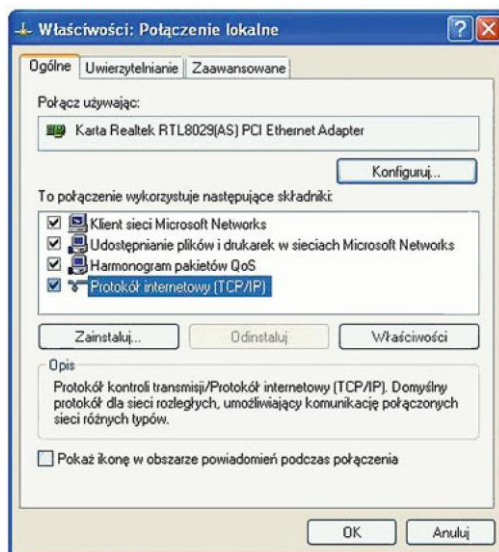 Właściwości: Połączenie lokalne
Ogólne Uwierzytelnianie Zaawansowane
Połącz używając:
Karta Realtek RTL8029(AS) PCI Ethernet Adapter
Konfiguruj...
To połączenie wykorzystuje następujące składniki:
Klient sieci Microsoft Networks
Udostępnianie plików i drukarek w sieciach Microsoft Networks
Harmonogram pakietów QoS
Protokół internetowy (TCP/IP)
Zainstaluj... Odinstaluj Właściwości
Opis
Protokół kontroli transmisji/Protokół internetowy (TCP/IP). Domyślny
protokół dla sieci rozległych, umożliwiający komunikację połączonych
sieci różnych typów.
Pokaż ikonę w obszarze powiadomień podczas połączenia
OK Anuluj